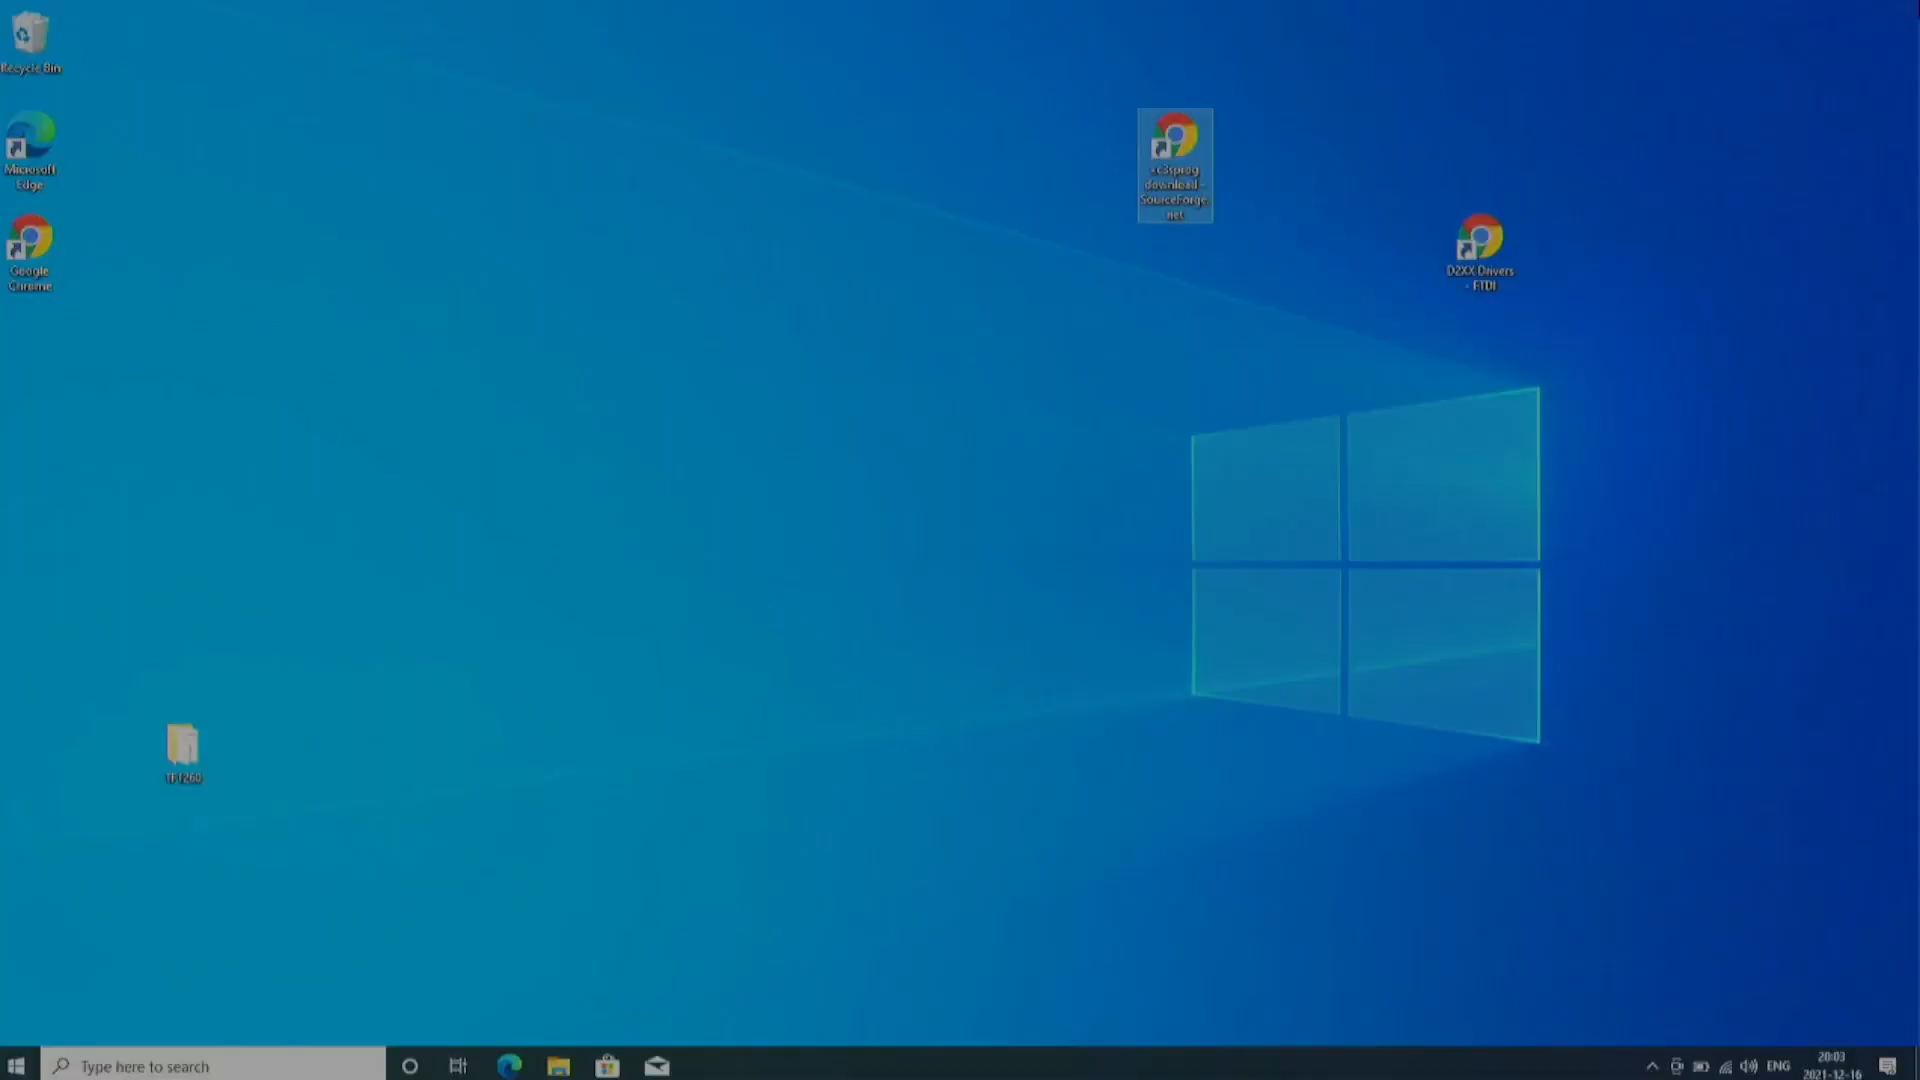 Recycle Bin
Microsoft
Edge
Google
Chrome
xc3sprog
download -
SourceForge.
net
D2XX Drivers
- FTDI
Type here to search
ENG
20:03
2021-12-16